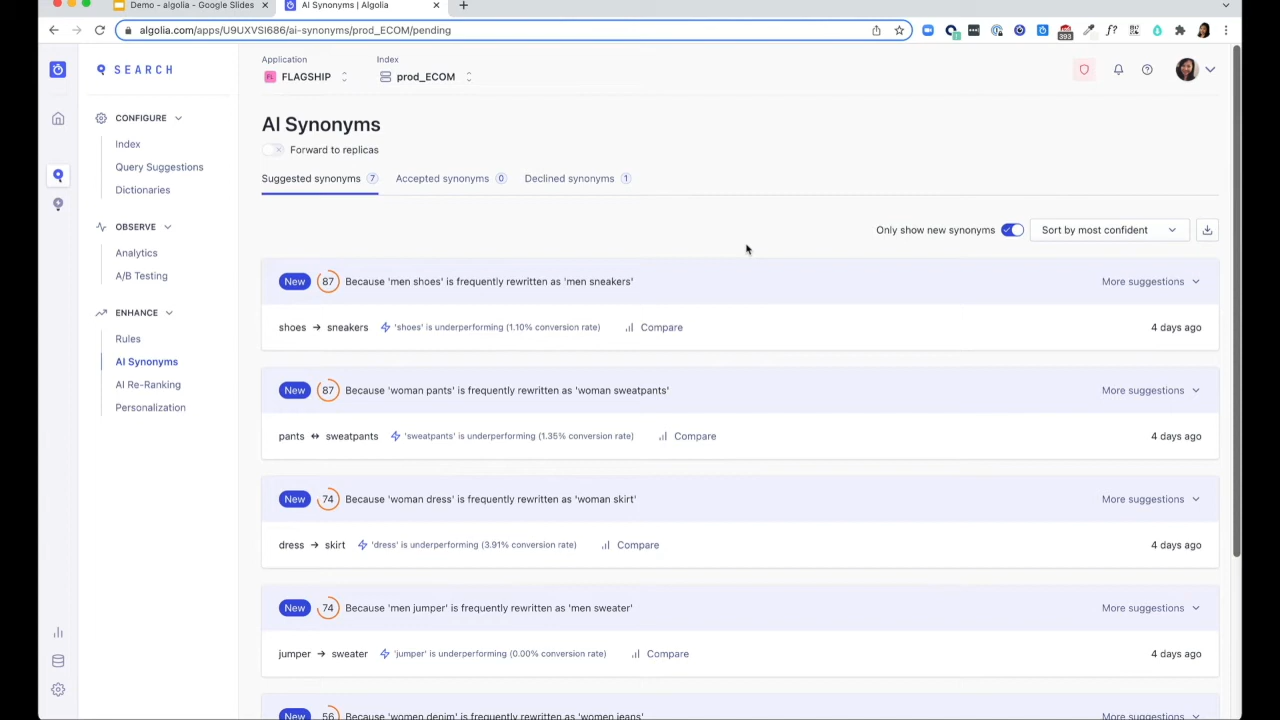 Demo - algolia - Google Slides
AI Synonyms | Algolia
algolia.com/apps/U9UXVSI686/ai-synonyms/prod_ECOM/pending
393
1
f?
SEARCH
CONFIGURE
Index
Query Suggestions
Dictionaries
OBSERVE
Analytics
A/B Testing
ENHANCE
Rules
AI Synonyms
AI Re-Ranking
Personalization
Application
FL FLAGSHIP
Index
prod_ECOM
AI Synonyms
Forward to replicas
Suggested synonyms 7
Accepted synonyms 0
Declined synonyms 1
Only show new synonyms
Sort by most confident
New 87 Because 'men shoes' is frequently rewritten as 'men sneakers' More suggestions
shoes → sneakers 'shoes' is underperforming (1.10% conversion rate) Compare 4 days ago
New 87 Because 'woman pants' is frequently rewritten as 'woman sweatpants' More suggestions
pants ↔ sweatpants 'sweatpants' is underperforming (1.35% conversion rate) Compare 4 days ago
New 74 Because 'woman dress' is frequently rewritten as 'woman skirt' More suggestions
dress → skirt 'dress' is underperforming (3.91% conversion rate) Compare 4 days ago
New 74 Because 'men jumper' is frequently rewritten as 'men sweater' More suggestions
jumper → sweater 'jumper' is underperforming (0.00% conversion rate) Compare 4 days ago
New 56 Because 'women denim' is frequently rewritten as 'women jeans' More suggestions